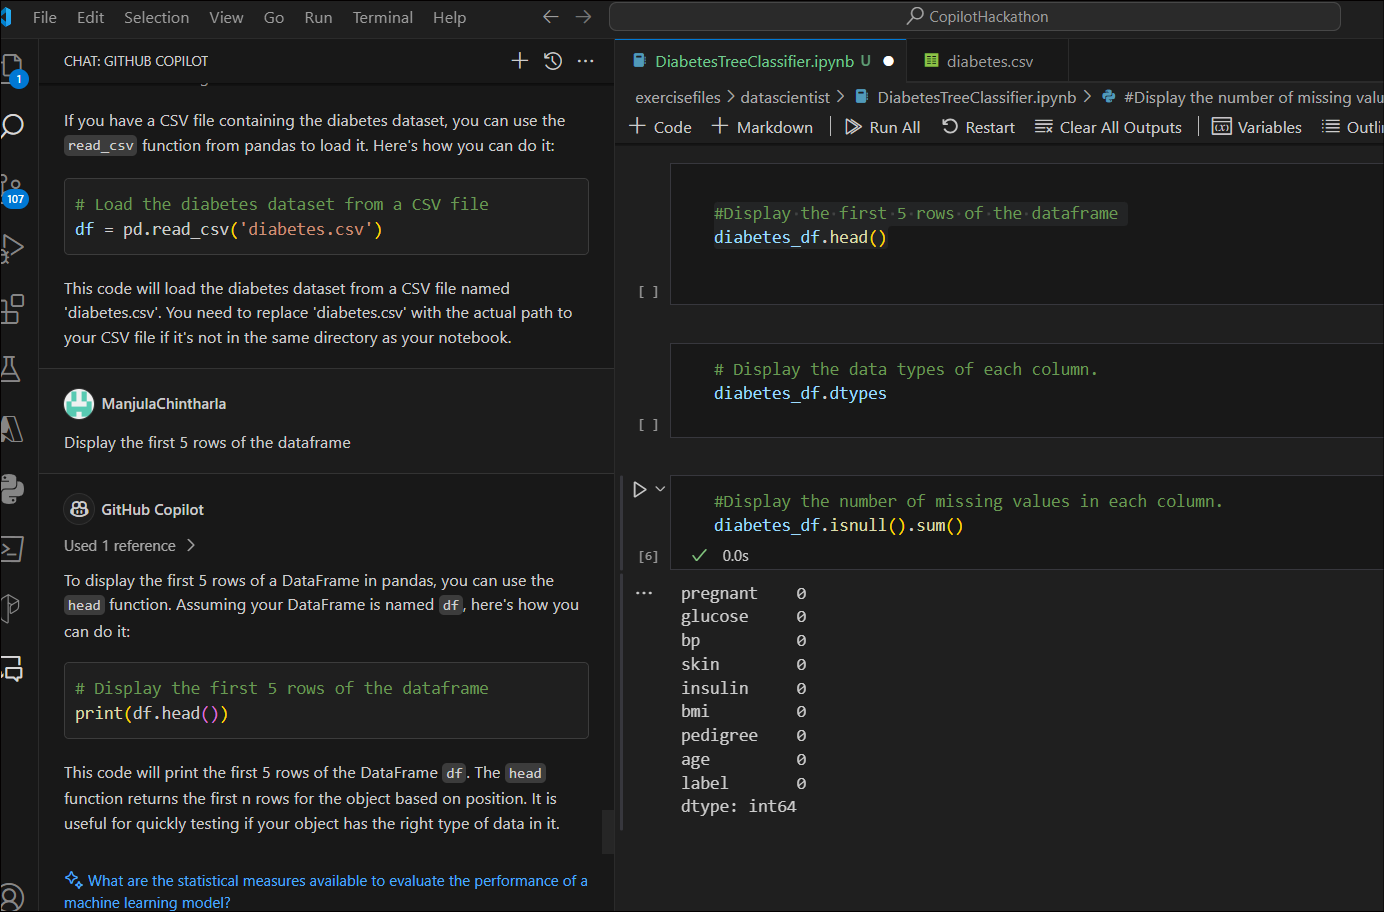 File Edit Selection View Go Run Terminal Help
CopilotHackathon
1
107
CHAT: GITHUB COPILOT
If you have a CSV file containing the diabetes dataset, you can use the
read_csv function from pandas to load it. Here's how you can do it:
# Load the diabetes dataset from a CSV file
df = pd.read_csv('diabetes.csv')
This code will load the diabetes dataset from a CSV file named
'diabetes.csv'. You need to replace 'diabetes.csv' with the actual path to
your CSV file if it's not in the same directory as your notebook.
ManjulaChintharla
Display the first 5 rows of the dataframe
GitHub Copilot
Used 1 reference
To display the first 5 rows of a DataFrame in pandas, you can use the
head function. Assuming your DataFrame is named df, here's how you
can do it:
# Display the first 5 rows of the dataframe
print(df.head())
This code will print the first 5 rows of the DataFrame df. The head
function returns the first n rows for the object based on position. It is
useful for quickly testing if your object has the right type of data in it.
What are the statistical measures available to evaluate the performance of a
machine learning model?
DiabetesTreeClassifier.ipynb U
diabetes.csv
exercisefiles > datascientist > DiabetesTreeClassifier.ipynb > #Display the number of missing valu
+ Code + Markdown | Run All Restart Clear All Outputs | Variables Outli
#Display the first 5 rows of the dataframe
diabetes_df.head()
[ ]
# Display the data types of each column.
diabetes_df.dtypes
[ ]
#Display the number of missing values in each column.
diabetes_df.isnull().sum()
[6] ✓ 0.0s
... pregnant 0
glucose 0
bp 0
skin 0
insulin 0
bmi 0
pedigree 0
age 0
label 0
dtype: int64